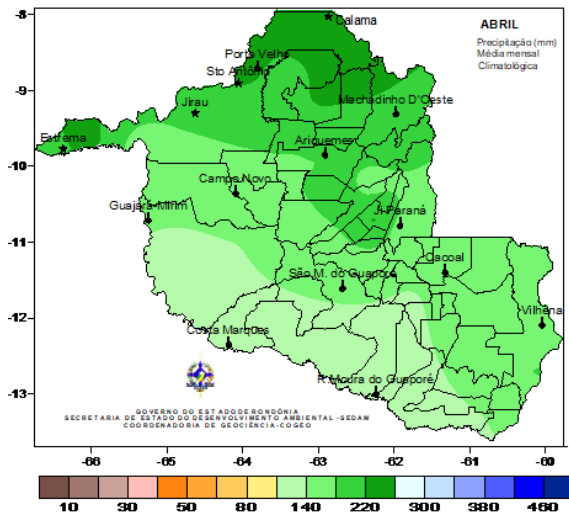 ABRIL
Precipitação (mm)
Média mensal
Climatológica
-8
-9
-10
-11
-12
-13
Calama
Porto Velho
Sto Antônio
Machadinho D'Oeste
Jirau
Estrema
Ariquemes
Campo Novo
Guajará-Mirim
Ji Paraná
Cacoal
São M. do Guaporé
Vilhena
Costa Marques
R.Moura do Guaporé
GOVERNO DO ESTADO DE RONDÔNIA
SECRETARIA DE ESTADO DO DESENVOLVIMENTO AMBIENTAL -SEDAM
COORDENADORIA DE GEOCIÊNCIA-COGEO
-66 -65 -64 -63 -62 -61 -60
10 30 50 80 140 220 300 380 460